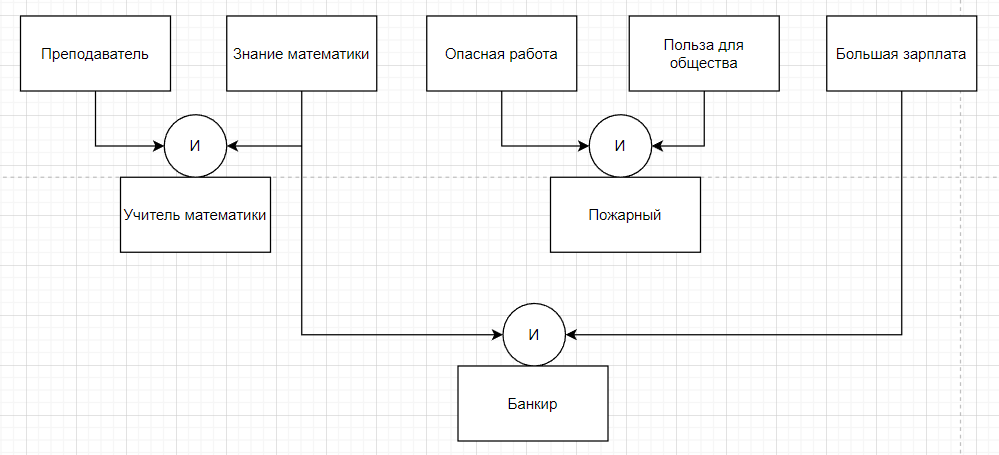 Преподаватель
Знание математики
Опасная работа
Польза для
общества
Большая зарплата
И
И
Учитель математики
Пожарный
И
Банкир